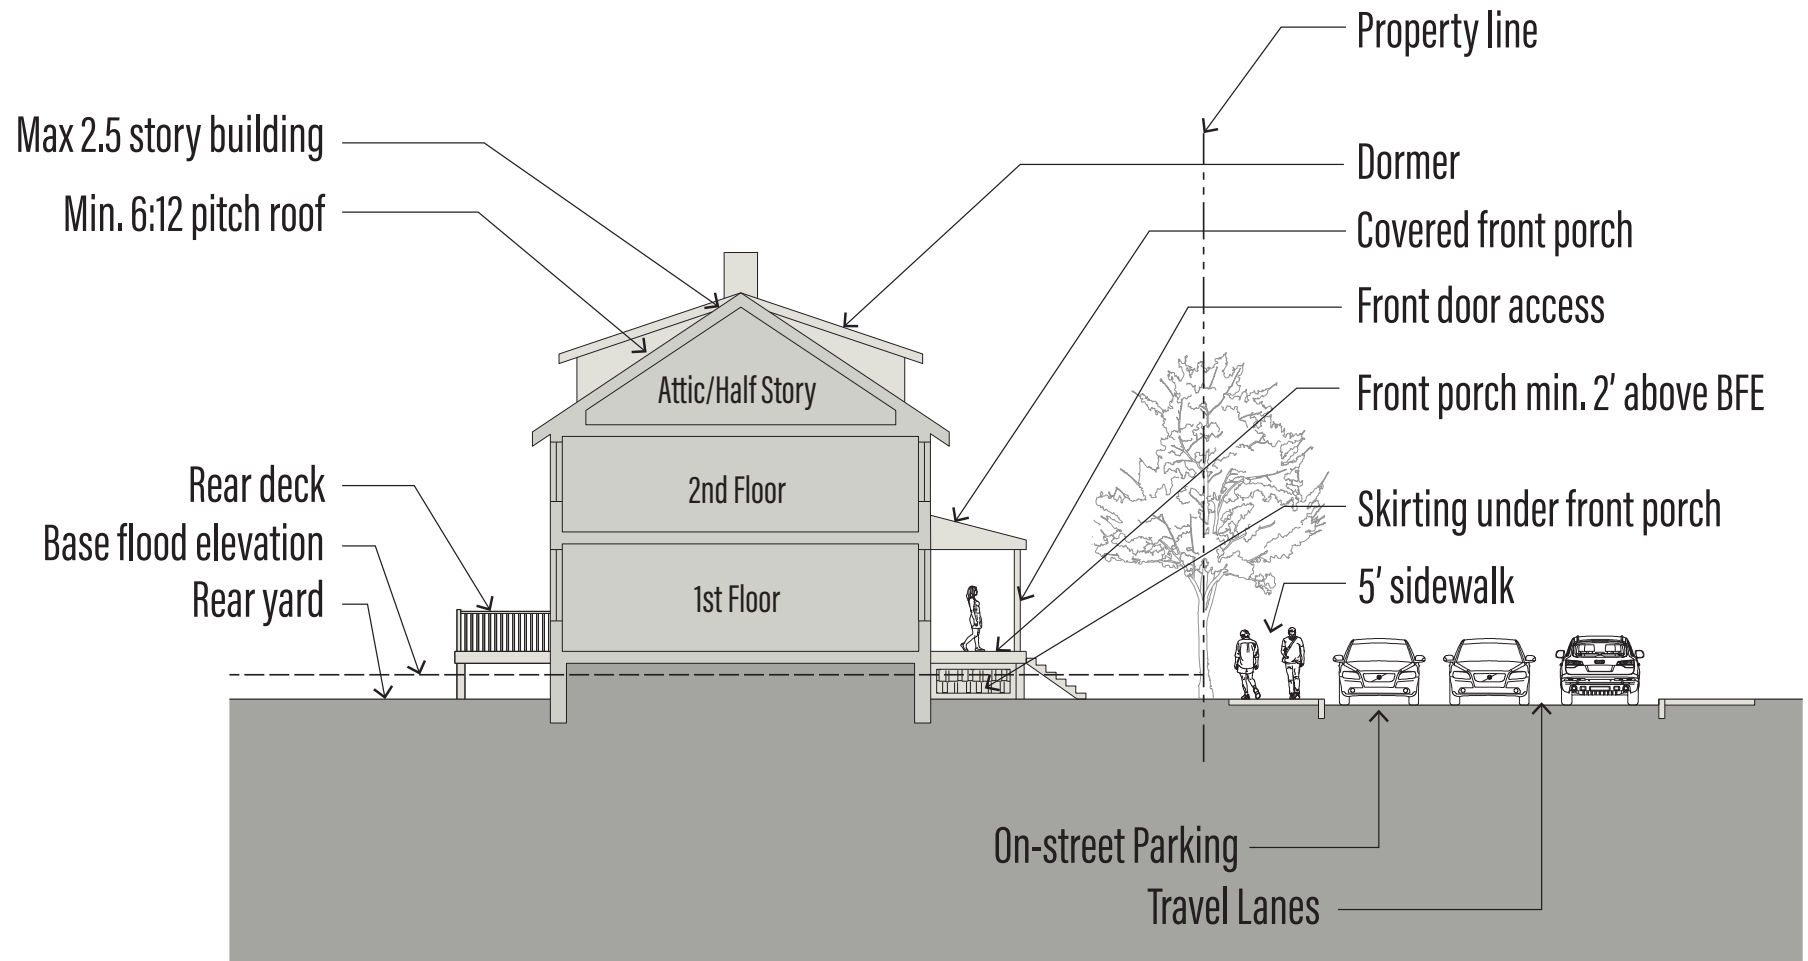 Property line
Max 2.5 story building
Dormer
Min. 6:12 pitch roof
Covered front porch
Front door access
Attic/Half Story
Front porch min. 2’ above BFE
Rear deck
2nd Floor
Skirting under front porch
Base flood elevation
Rear yard
1st Floor
5’ sidewalk
On-street Parking
Travel Lanes